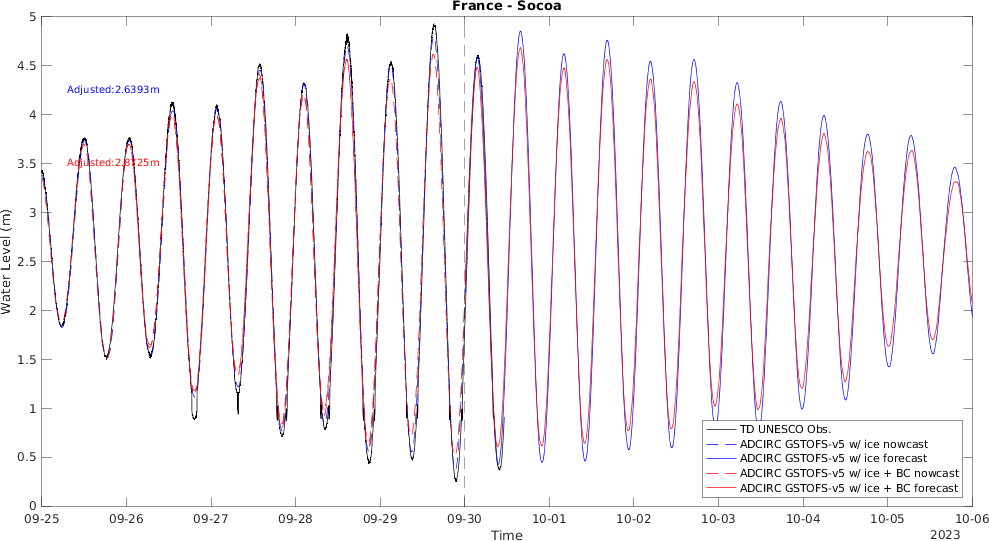 France - Socoa
5
4.5
4
3.5
3
2.5
2
1.5
1
0.5
0
Water Level (m)
Adjusted:2.6393m
Adjusted:2.8725m
TD UNESCO Obs.
ADCIRC GSTOFS-v5 w/ ice nowcast
ADCIRC GSTOFS-v5 w/ ice forecast
ADCIRC GSTOFS-v5 w/ ice + BC nowcast
ADCIRC GSTOFS-v5 w/ ice + BC forecast
09-25 09-26 09-27 09-28 09-29 09-30 10-01 10-02 10-03 10-04 10-05 10-06
Time
2023